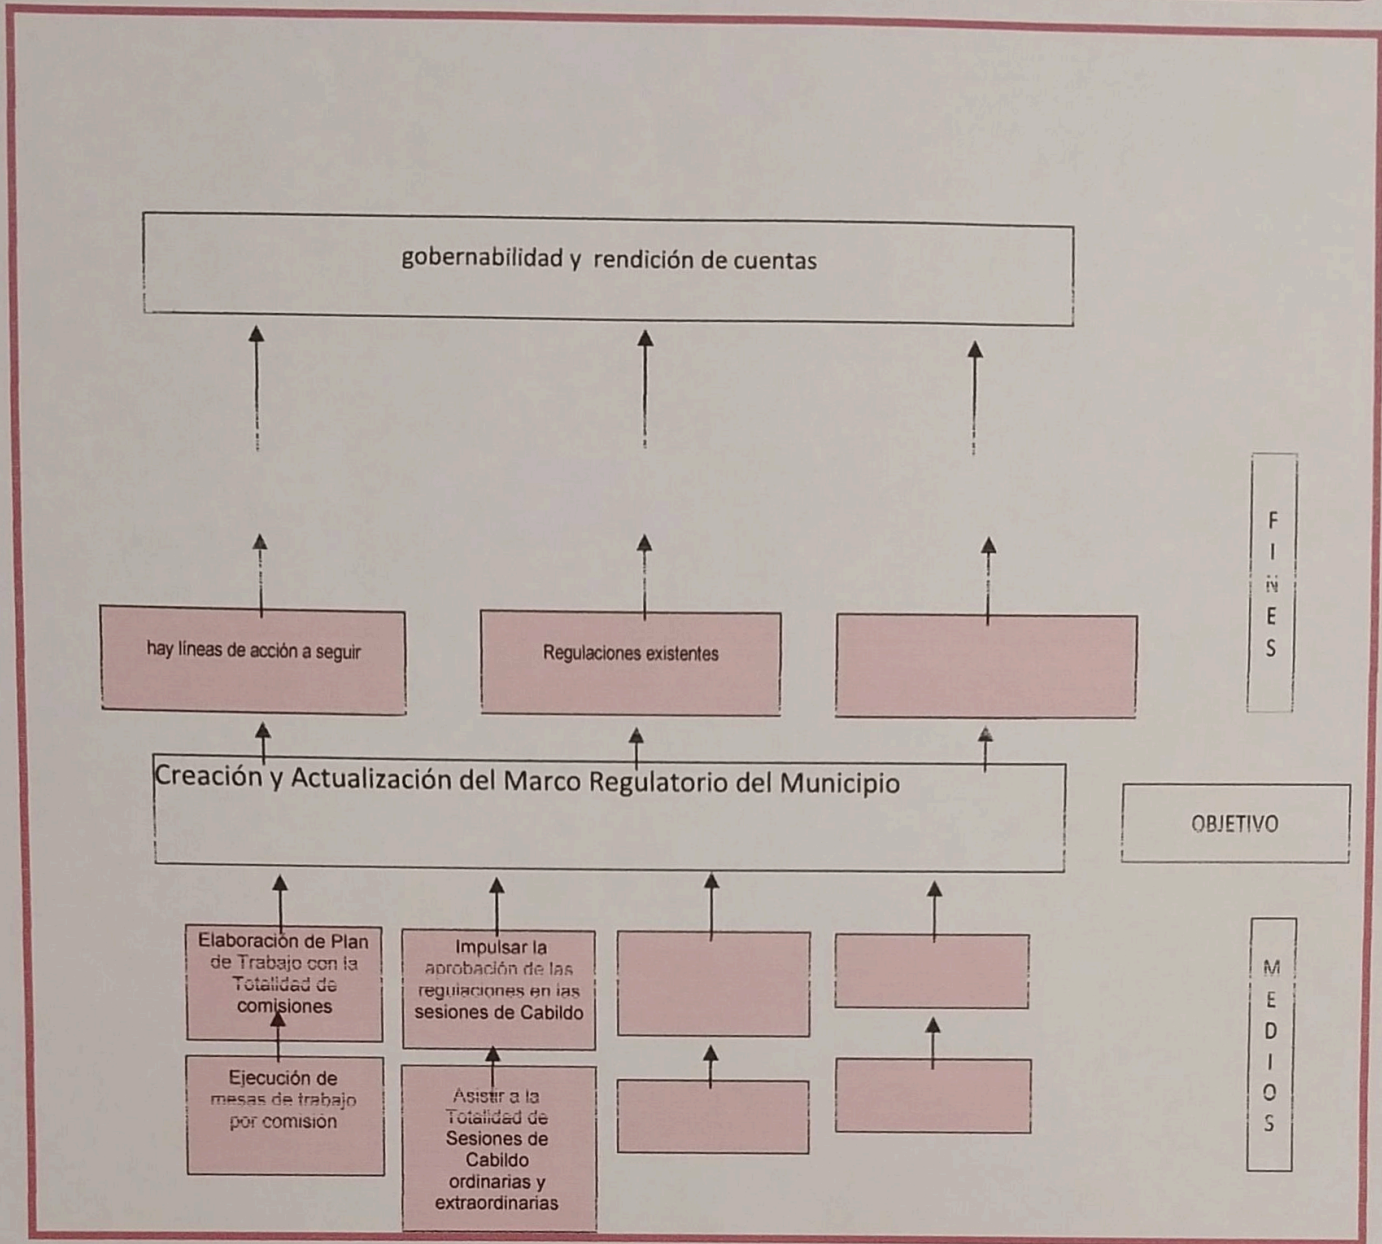 gobernabilidad y rendición de cuentas
F
I
N
E
S
hay líneas de acción a seguir
Regulaciones existentes
Creación y Actualización del Marco Regulatorio del Municipio
OBJETIVO
Elaboración de Plan
de Trabajo con la
Totalidad de
comisiones
Impulsar la
aprobación de las
regulaciones en las
sesiones de Cabildo
M
E
D
I
O
S
Ejecución de
mesas de trabajo
por comisión
Asistir a la
Totalidad de
Sesiones de
Cabildo
ordinarias y
extraordinarias